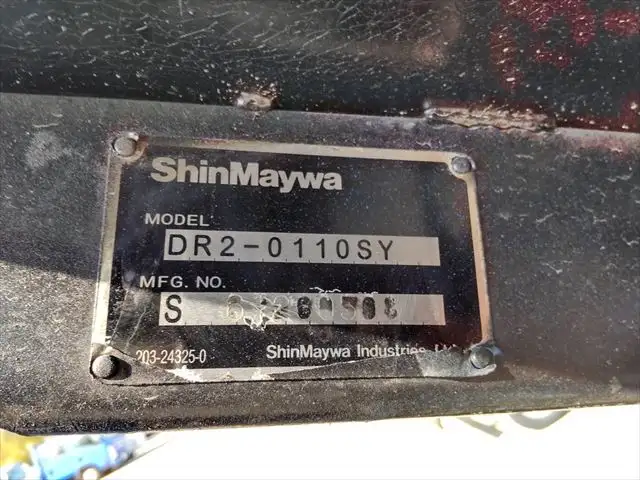 ShinMaywa
MODEL
DR2-0110SY
MFG. NO.
S
203-24325-0 ShinMaywa Industries,